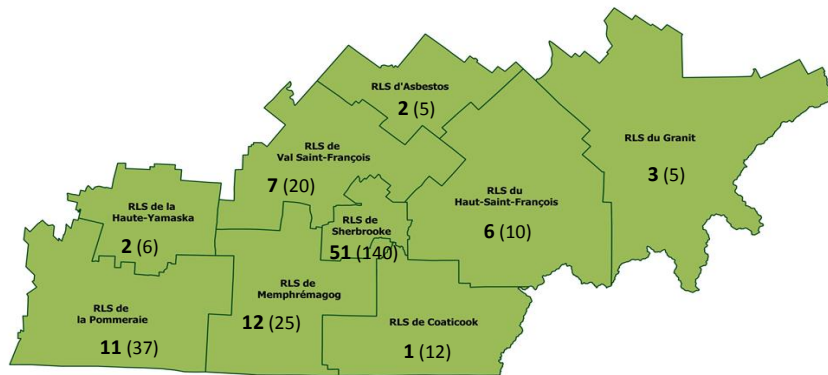 RLS d'Asbestos
2 (5)
RLS du Granit
3 (5)
RLS de
Val Saint-François
7 (20)
RLS du
Haut-Saint-François
6 (10)
RLS de la
Haute-Yamaska
2 (6)
RLS de
Sherbrooke
51 (140)
RLS de
Memphrémagog
12 (25)
RLS de
la Pommeraie
11 (37)
RLS de Coaticook
1 (12)